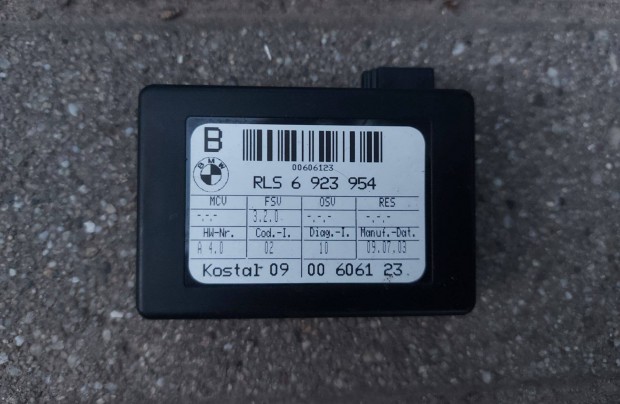 B
00606123
BMW
RLS 6 923 954
MCV FSV OSV RES
-.-.- 3.2.0 -.-.- -.-.-
HW-Nr. Cod.-I. Diag.-I. Manuf.-Dat.
A 4.0 02 10 09.07.03
Kostal 09 00 6061 23